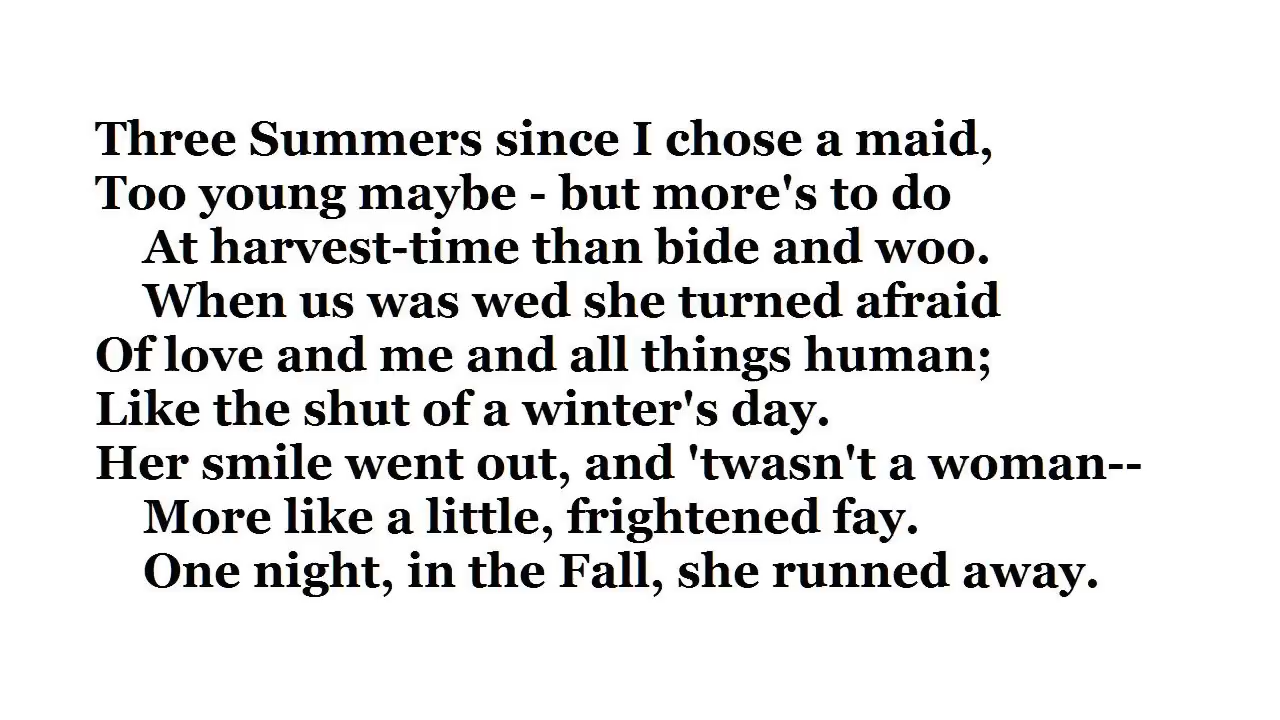 Three Summers since I chose a maid,
Too young maybe - but more's to do
At harvest-time than bide and woo.
When us was wed she turned afraid
Of love and me and all things human;
Like the shut of a winter's day.
Her smile went out, and 'twasn't a woman--
More like a little, frightened fay.
One night, in the Fall, she runned away.